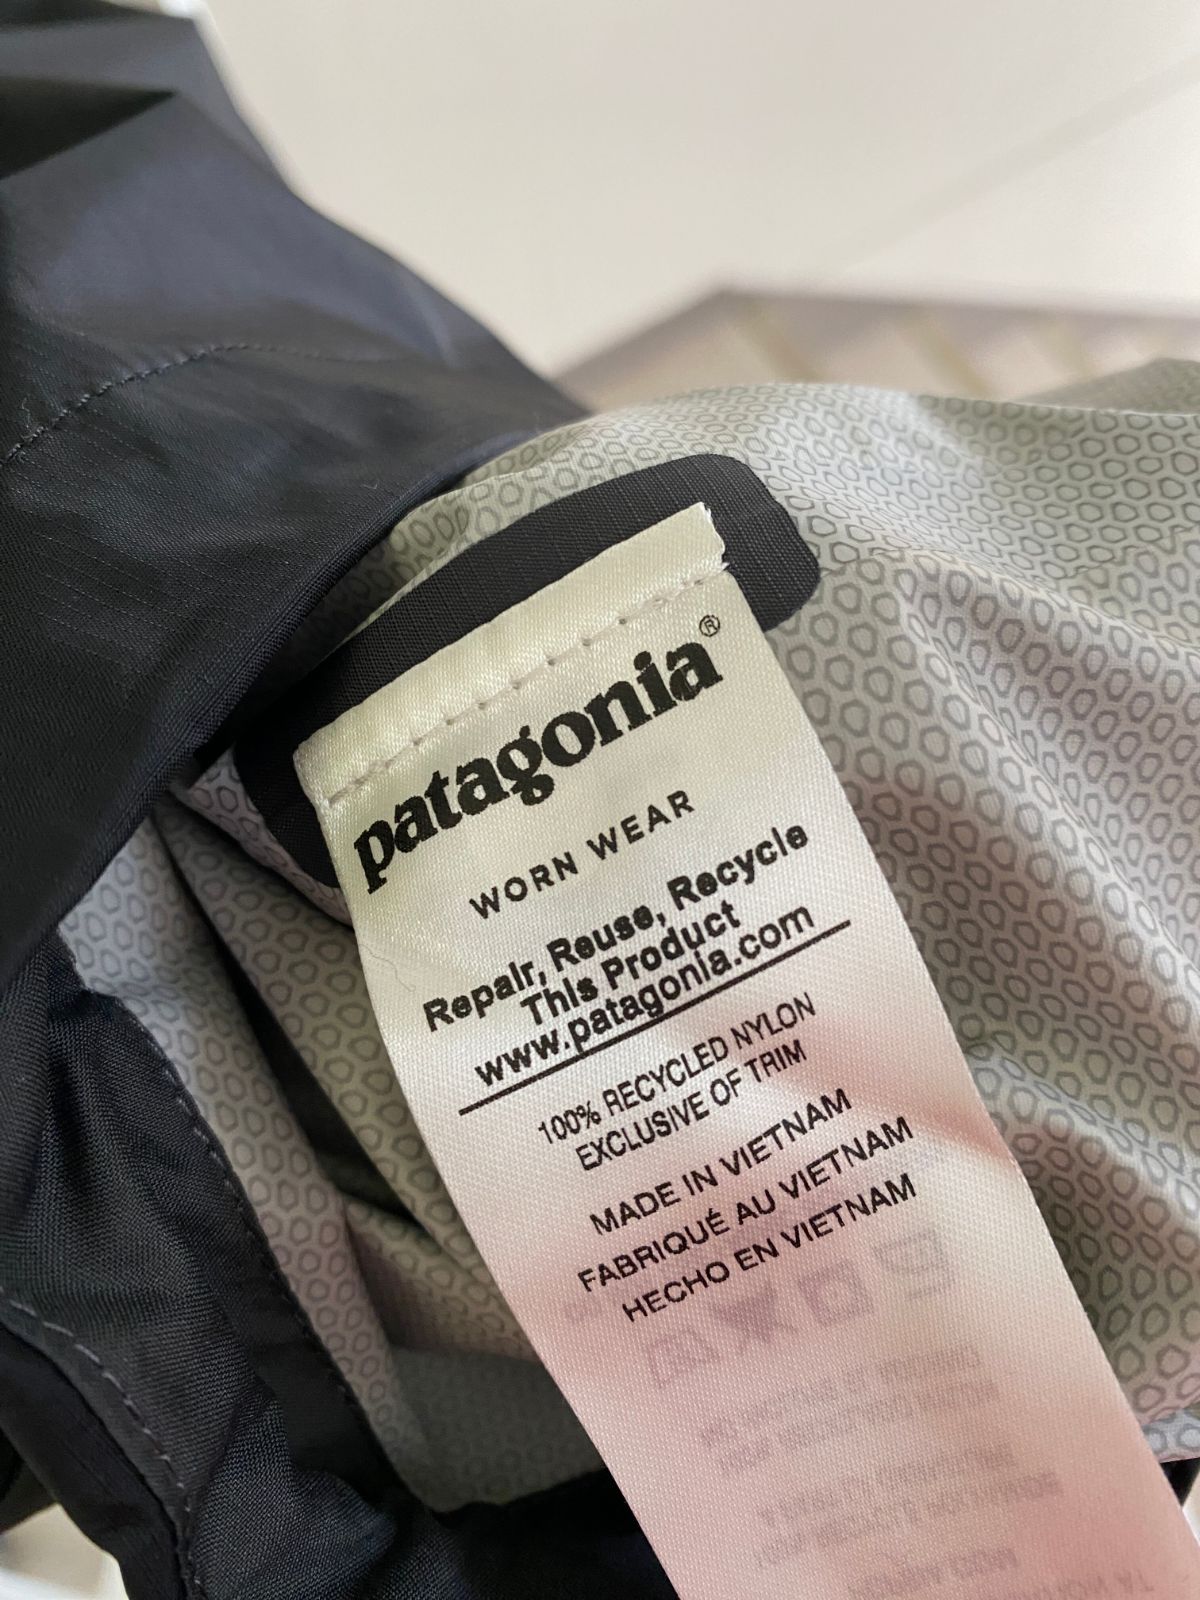 patagonia®
WORN WEAR
Repair, Reuse, Recycle
This Product
www.patagonia.com
100% RECYCLED NYLON
EXCLUSIVE OF TRIM
MADE IN VIETNAM
FABRIQUÉ AU VIETNAM
HECHO EN VIETNAM